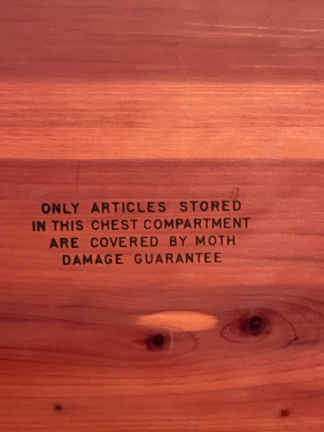 ONLY ARTICLES STORED
IN THIS CHEST COMPARTMENT
ARE COVERED BY MOTH
DAMAGE GUARANTEE